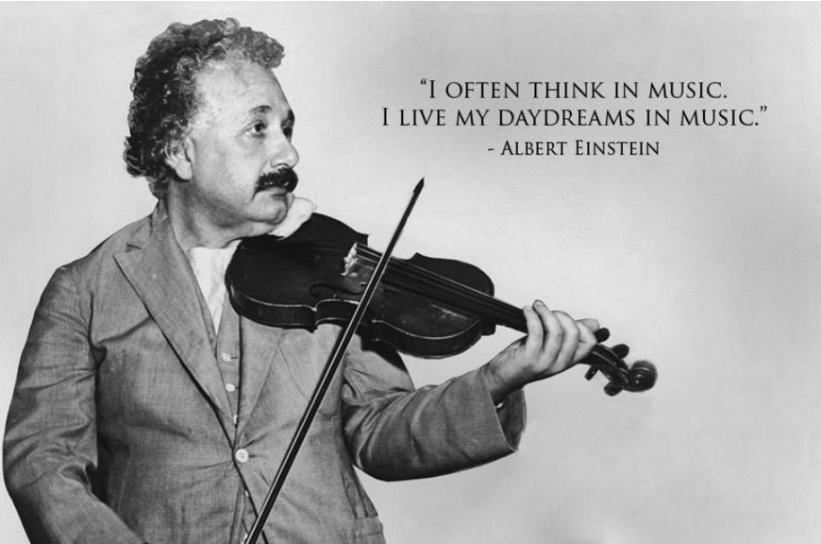 “I OFTEN THINK IN MUSIC.
I LIVE MY DAYDREAMS IN MUSIC.”
- ALBERT EINSTEIN